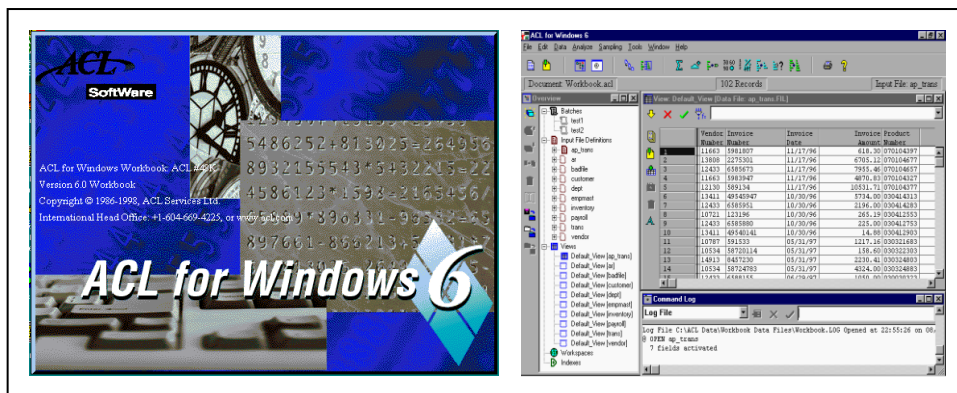 ACL
SoftWare
5486252+813025=264956
ACL for Windows Workbook, ACL
Version 6.0 Workbook
Copyright © 1986-1998, ACL Services Ltd.
International Head Office: +1-604-669-4225, or www.acl.com
ACL for Windows 6
ACL for Windows 6
File Edit Data Analyze Sampling Tools Window Help
Document Workbook.acl 102 Records Input File: ap_trans
Overview
Batches
test1
test2
Input File Definitions
ap_trans
ar
badfile
customer
dept
empmast
inventory
payroll
trans
vendor
Views
Default_View [ap_trans]
Default_View [ar]
Default_View [badfile]
Default_View [customer]
Default_View [dept]
Default_View [empmast]
Default_View [inventory]
Default_View [payroll]
Default_View [trans]
Default_View [vendor]
Workspaces
Indexes
View: Default_View [Data File: ap_trans.FIL]
Vendor Invoice Invoice Invoice Product
Number Number Date Amount Number
1 11663 5981807 11/17/96 618.30 070104397
2 13808 2275301 11/17/96 6705.12 070104677
3 12433 6585673 11/17/96 7955.46 070104657
4 11663 5983947 11/17/96 4870.83 070104327
5 12130 589134 11/17/96 10531.71 070104377
6 13411 49545947 10/30/96 5734.00 030414313
7 12433 6585951 10/30/96 2196.00 030414283
8 10721 123196 10/30/96 265.19 030412553
9 12433 6585880 10/30/96 225.00 030412753
10 13411 49540141 10/30/96 14.88 030412903
11 10787 591533 05/31/97 1217.16 030321683
12 10534 58720114 05/31/97 158.60 030322303
13 14913 8457230 05/31/97 2230.41 030324803
14 10534 58724783 05/31/97 4324.00 030324883
Command Log
Log File
Log File C:\ACL Data\Workbook Data Files\Workbook.LOG Opened at 22:55:26 on 08
@ OPEN ap_trans
7 fields activated